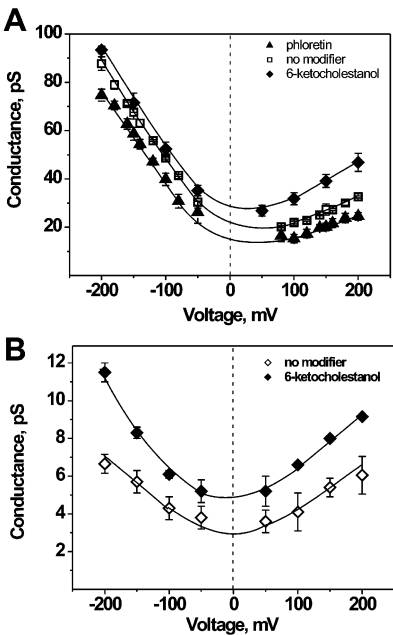 A
100
80
60
40
20
Conductance, pS
phloretin
no modifier
6-ketocholestanol
-200
-100
0
100
200
Voltage, mV
B
12
10
8
6
4
2
Conductance, pS
no modifier
6-ketocholestanol
-200
-100
0
100
200
Voltage, mV